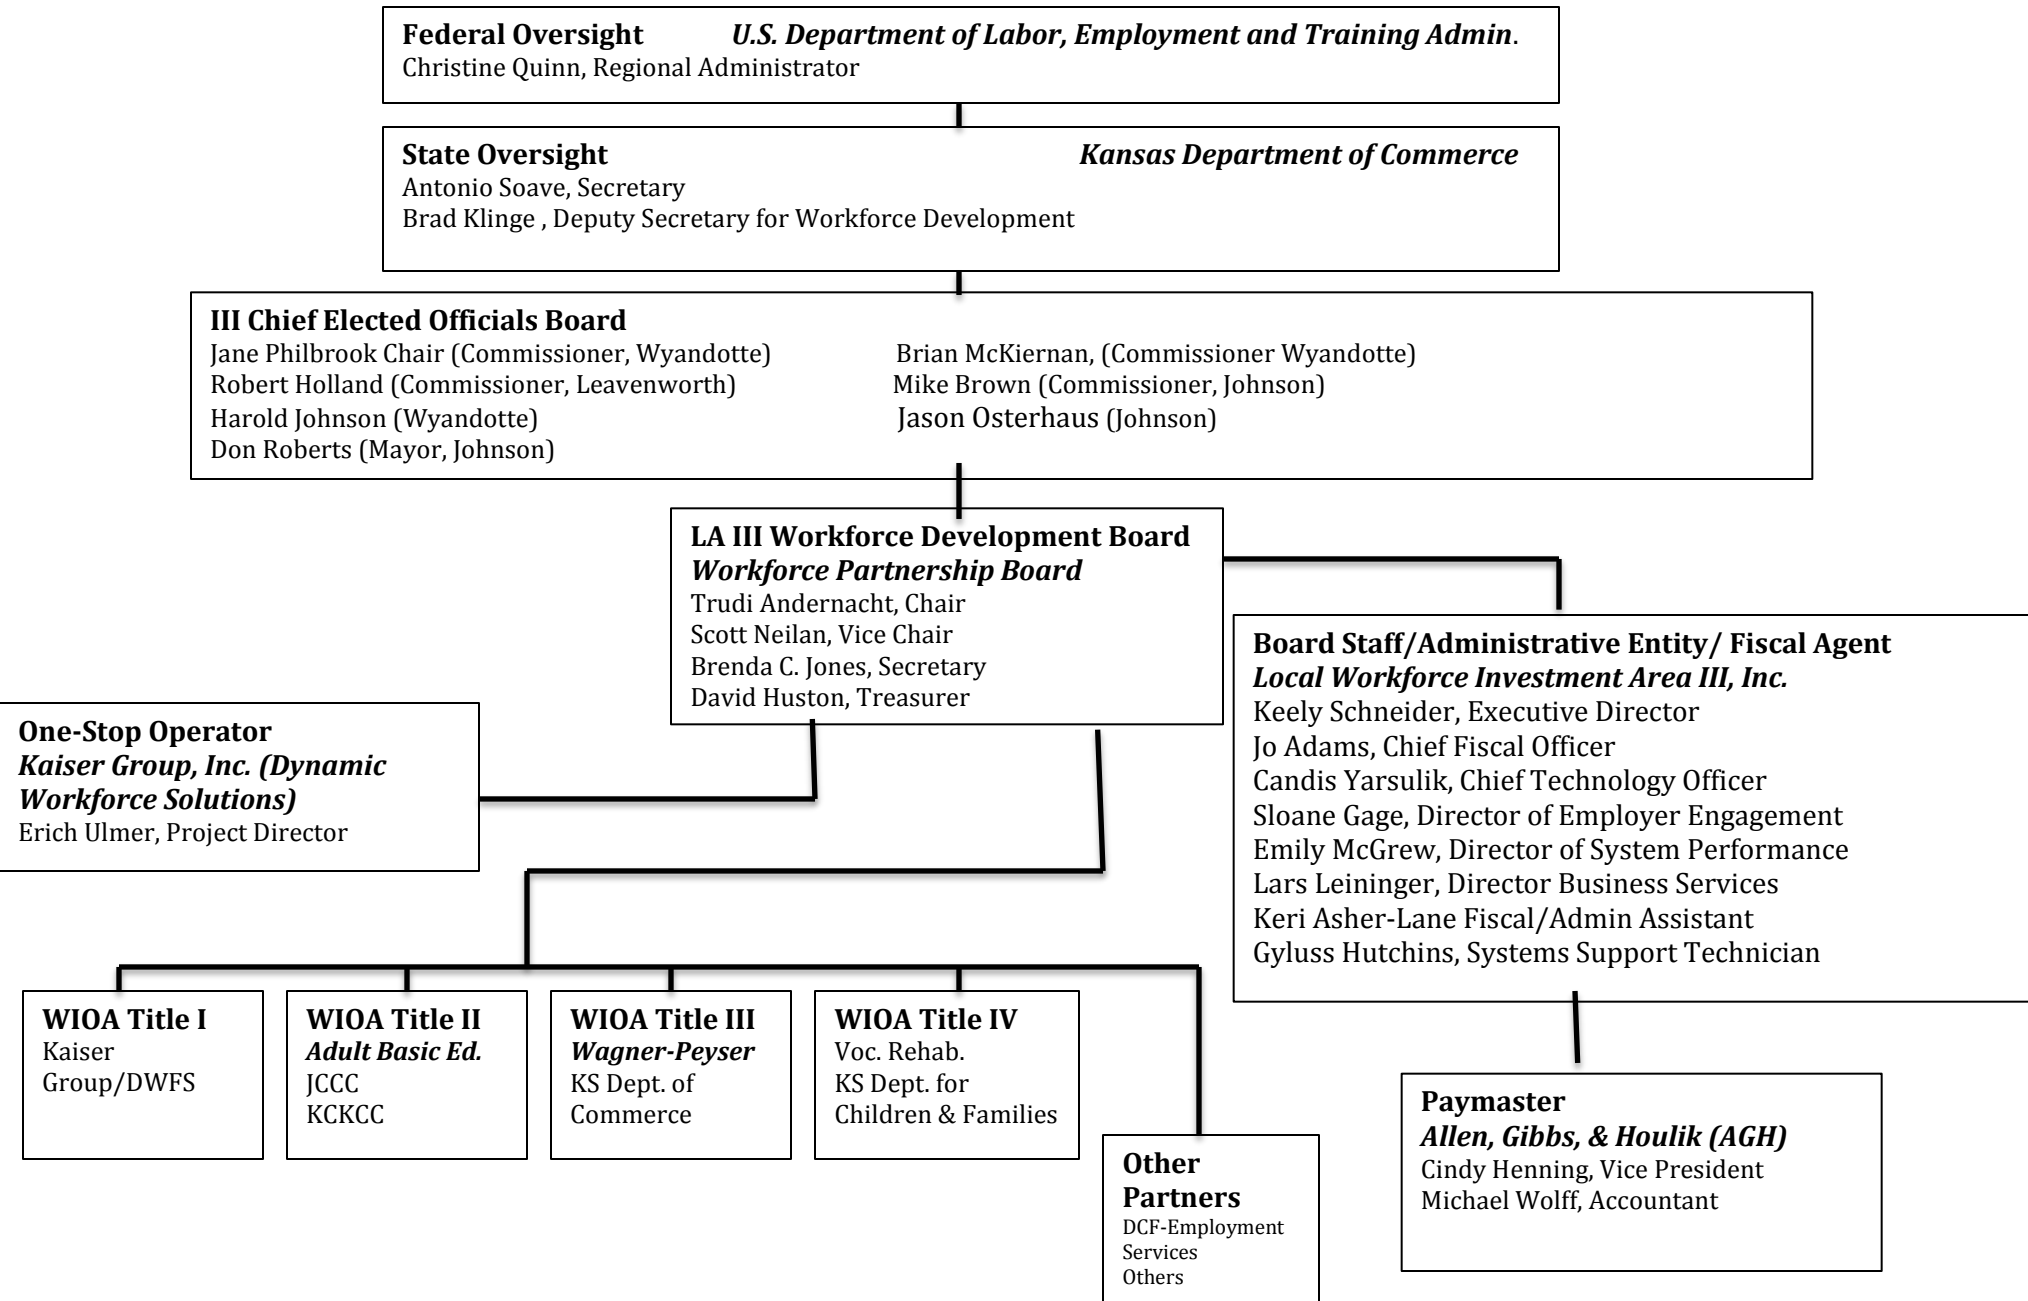 Federal Oversight U.S. Department of Labor, Employment and Training Admin.
Christine Quinn, Regional Administrator
State Oversight Kansas Department of Commerce
Antonio Soave, Secretary
Brad Klinge , Deputy Secretary for Workforce Development
III Chief Elected Officials Board
Jane Philbrook Chair (Commissioner, Wyandotte) Brian McKiernan, (Commissioner Wyandotte)
Robert Holland (Commissioner, Leavenworth) Mike Brown (Commissioner, Johnson)
Harold Johnson (Wyandotte) Jason Osterhaus (Johnson)
Don Roberts (Mayor, Johnson)
LA III Workforce Development Board
Workforce Partnership Board
Trudi Andernacht, Chair
Scott Neilan, Vice Chair
Brenda C. Jones, Secretary
David Huston, Treasurer
Board Staff/Administrative Entity/ Fiscal Agent
Local Workforce Investment Area III, Inc.
Keely Schneider, Executive Director
Jo Adams, Chief Fiscal Officer
Candis Yarsulik, Chief Technology Officer
Sloane Gage, Director of Employer Engagement
Emily McGrew, Director of System Performance
Lars Leininger, Director Business Services
Keri Asher-Lane Fiscal/Admin Assistant
Gyluss Hutchins, Systems Support Technician
One-Stop Operator
Kaiser Group, Inc. (Dynamic
Workforce Solutions)
Erich Ulmer, Project Director
WIOA Title I
Kaiser
Group/DWFS
WIOA Title II
Adult Basic Ed.
JCCC
KCKCC
WIOA Title III
Wagner-Peyser
KS Dept. of
Commerce
WIOA Title IV
Voc. Rehab.
KS Dept. for
Children & Families
Other
Partners
DCF-Employment
Services
Others
Paymaster
Allen, Gibbs, & Houlik (AGH)
Cindy Henning, Vice President
Michael Wolff, Accountant